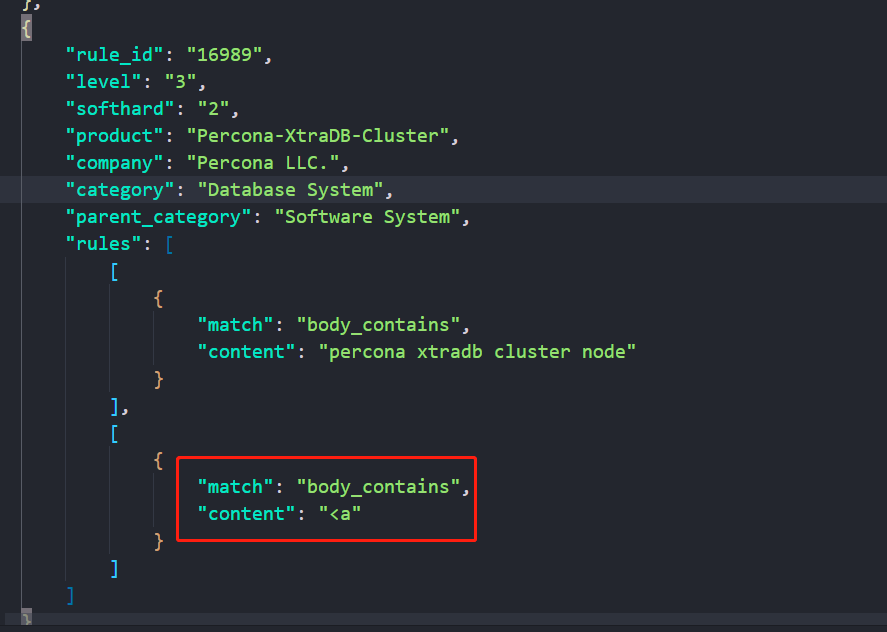 },
{
"rule_id": "16989",
"level": "3",
"softhard": "2",
"product": "Percona-XtraDB-Cluster",
"company": "Percona LLC.",
"category": "Database System",
"parent_category": "Software System",
"rules": [
[
{
"match": "body_contains",
"content": "percona xtradb cluster node"
}
],
[
{
"match": "body_contains",
"content": "<a"
}
]
]
}